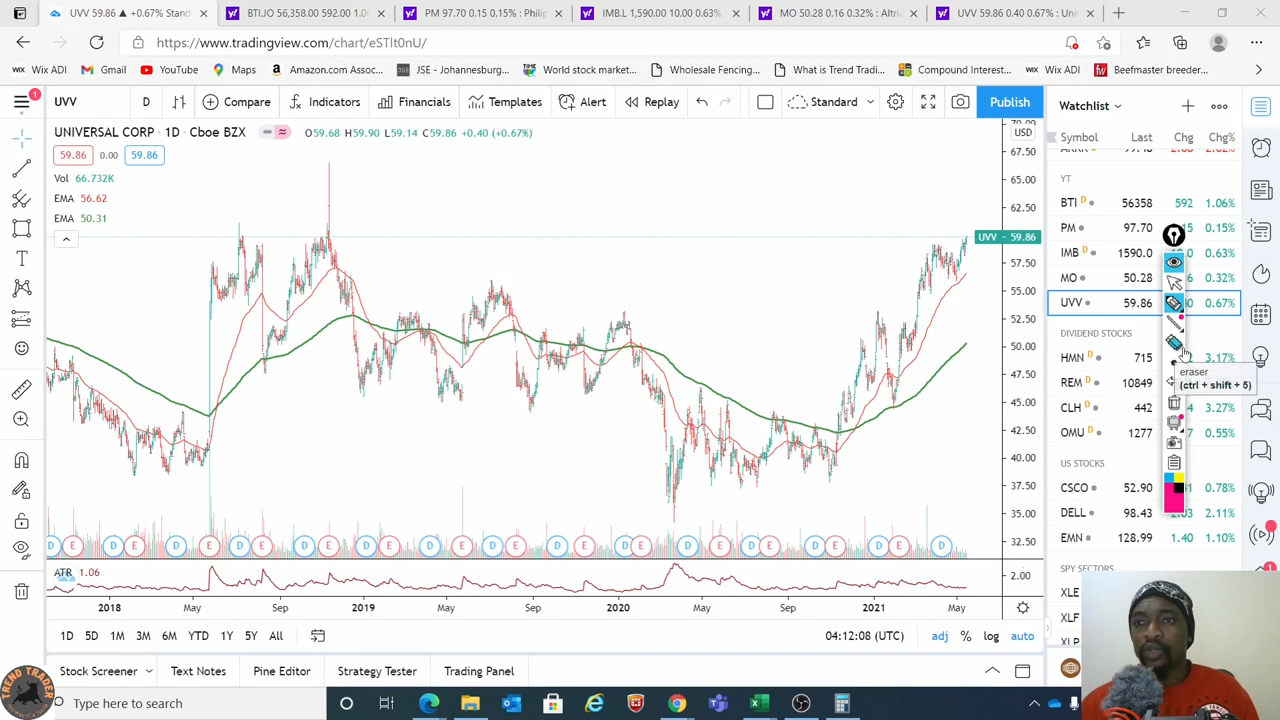 UVV 59.86 ▲ +0.67% Stand
BTI.JO 56,358.00 592.00 1.06%
PM 97.70 0.15 0.15% : Philip
IMB.L 1,590.00 10.00 0.63%
MO 50.28 0.16 0.32% : Altria
UVV 59.86 0.40 0.67% : Uni
https://www.tradingview.com/chart/eSTIt0nU/
Wix ADI
Gmail
YouTube
Maps
Amazon.com Assoc...
JSE - Johannesburg...
World stock market...
Wholesale Fencing,...
What is Trend Tradi...
Compound Interest...
Wix ADI
Beefmaster breeder...
1
UVV
D
Compare
Indicators
Financials
Templates
Alert
Replay
Standard
Publish
Watchlist
UNIVERSAL CORP · 1D · Cboe BZX
O59.68 H59.90 L59.14 C59.86 +0.40 (+0.67%)
59.86 0.00 59.86
Vol 66.732K
EMA 56.62
EMA 50.31
USD
67.50
65.00
62.50
UVV 59.86
57.50
55.00
52.50
50.00
47.50
45.00
42.50
40.00
37.50
35.00
32.50
D E D E D E D E D E D E D E D E D E D E D E D E D E D E D
ATR 1.06
2.00
2018 May Sep 2019 May Sep 2020 May Sep 2021 May
1D 5D 1M 3M 6M YTD 1Y 5Y All
04:12:08 (UTC)
adj % log auto
Stock Screener
Text Notes
Pine Editor
Strategy Tester
Trading Panel
Symbol Last Chg Chg%
YT
BTI D 56358 592 1.06%
PM D 97.70 0.15%
IMB D 1590.0 0.63%
MO D 50.28 0.32%
UVV 59.86 0.67%
DIVIDEND STOCKS
HMN D 715 3.17%
eraser
(ctrl + shift + 5)
REM D 10849
CLH D 442 3.27%
OMU D 1277 0.55%
US STOCKS
CSCO 52.90 0.78%
DELL 98.43 2.11%
EMN 128.99 1.40 1.10%
SPY SECTORS
XLE
XLF
XLP
1
TREND TRADER
Type here to search